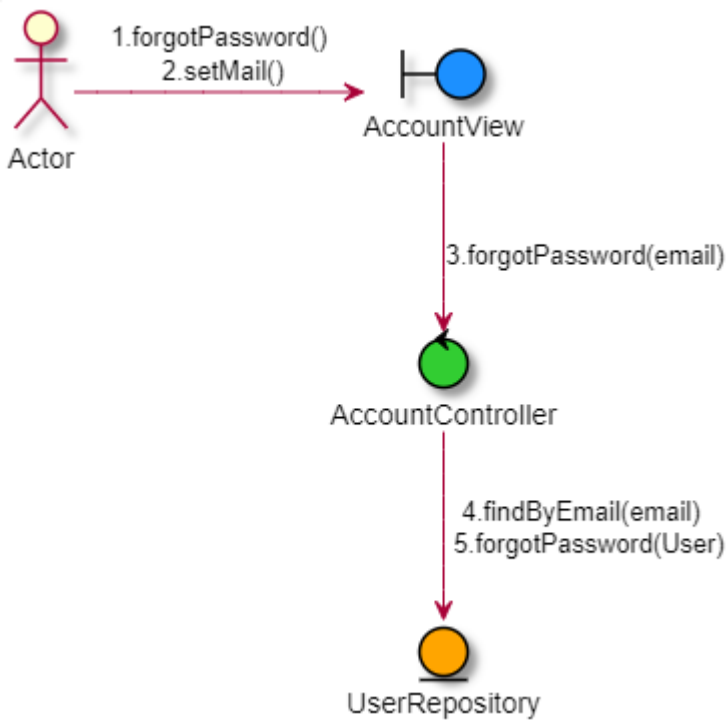 1.forgotPassword()
2.setMail()
Actor
AccountView
3.forgotPassword(email)
AccountController
4.findByEmail(email)
5.forgotPassword(User)
UserRepository